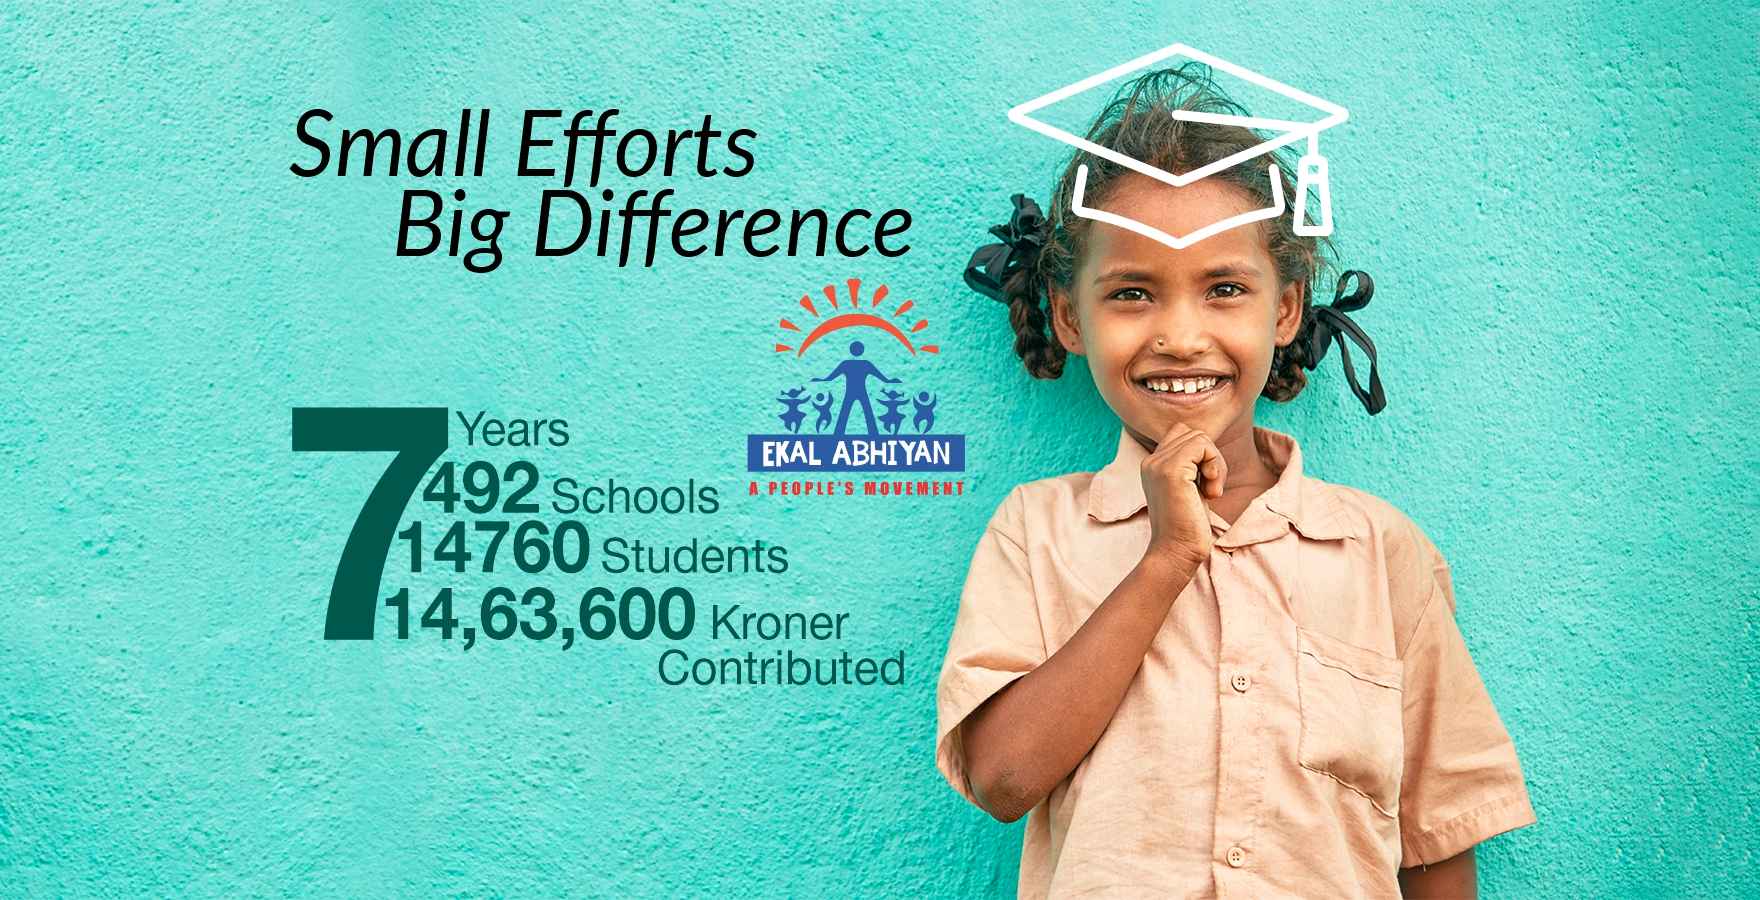 Small Efforts
Big Difference
EKAL ABHIYAN
A PEOPLE'S MOVEMENT
7 Years
492 Schools
14760 Students
14,63,600 Kroner
Contributed